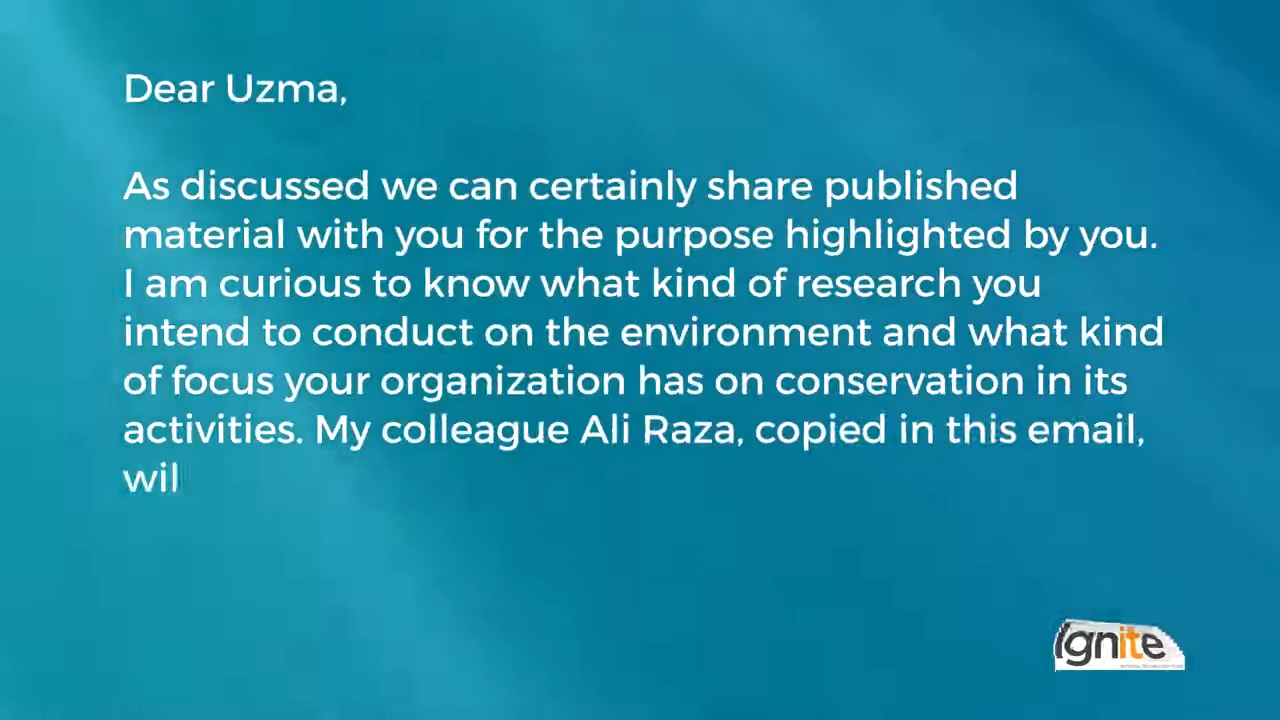 Dear Uzma,
As discussed we can certainly share published
material with you for the purpose highlighted by you.
I am curious to know what kind of research you
intend to conduct on the environment and what kind
of focus your organization has on conservation in its
activities. My colleague Ali Raza, copied in this email,
wil
Ignite